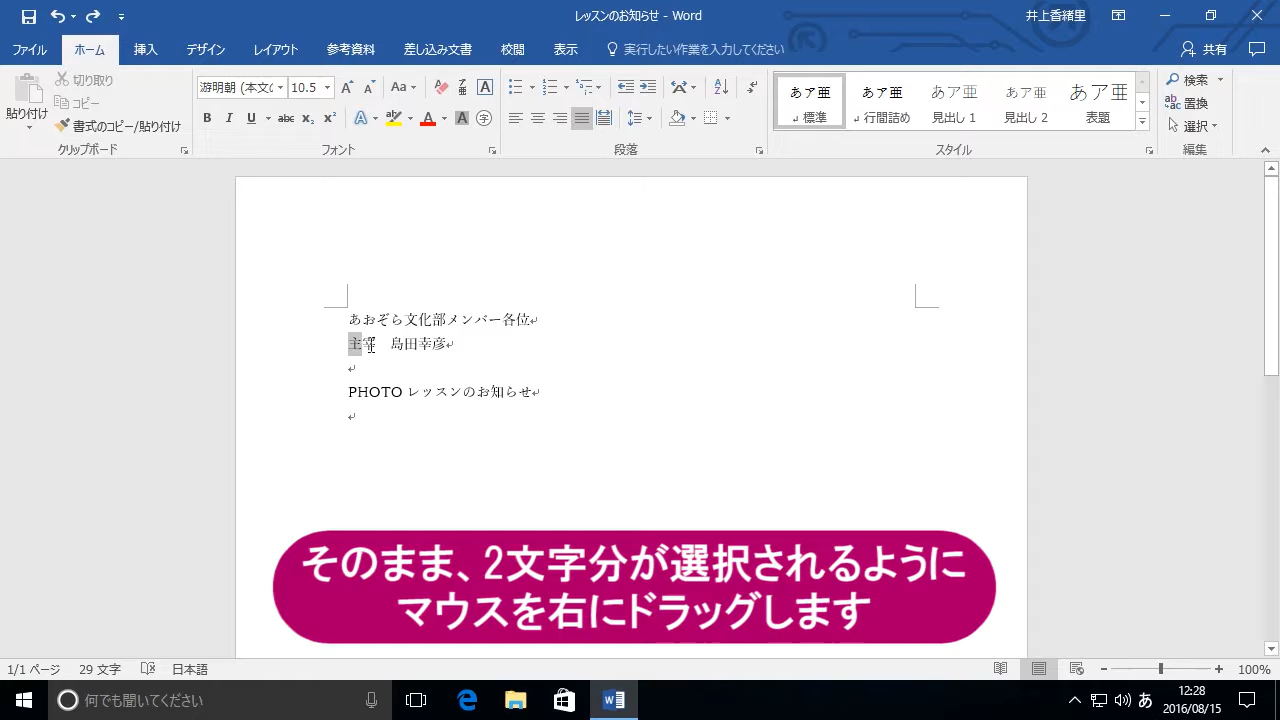 レッスンのお知らせ - Word
井上香緒里
ファイル ホーム 挿入 デザイン レイアウト 参考資料 差し込み文書 校閲 表示 実行したい作業を入力してください 共有
貼り付け
切り取り
コピー
書式のコピー/貼り付け
クリップボード
游明朝 (本文の 10.5
フォント
段落
あア亜 標準
あア亜 行間詰め
あア亜 見出し 1
あア亜 見出し 2
あア亜 表題
スタイル
検索
置換
選択
編集
あおぞら文化部メンバー各位
主宰 島田幸彦
PHOTO レッスンのお知らせ
そのまま、2文字分が選択されるように
マウスを右にドラッグします
1/1 ページ 29 文字 日本語 100%
何でも聞いてください
あ
12:28
2016/08/15